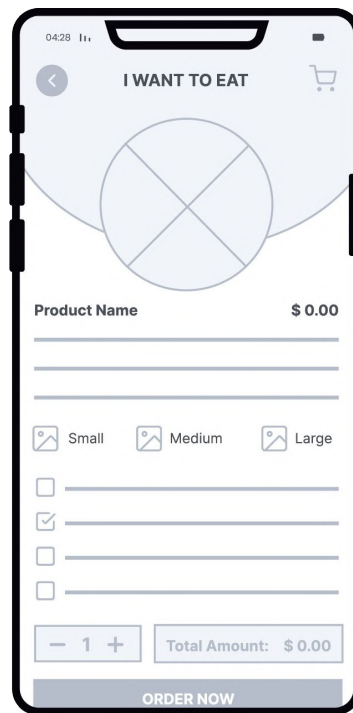 04:28
I WANT TO EAT
Product Name $ 0.00
Small Medium Large
— 1 +
Total Amount: $ 0.00
ORDER NOW